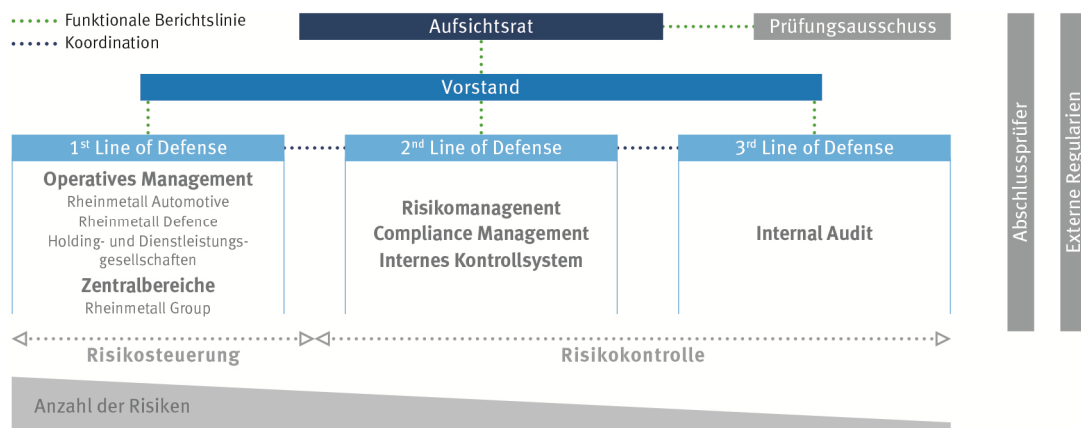 Funktionale Berichtslinie
Koordination
Aufsichtsrat
Prüfungsausschuss
Vorstand
1st Line of Defense
2nd Line of Defense
3rd Line of Defense
Operatives Management
Rheinmetall Automotive
Rheinmetall Defence
Holding- und Dienstleistungs-
gesellschaften
Zentralbereiche
Rheinmetall Group
Risikomanagenent
Compliance Management
Internes Kontrollsystem
Internal Audit
Risikosteuerung
Risikokontrolle
Anzahl der Risiken
Abschlussprüfer
Externe Regularien